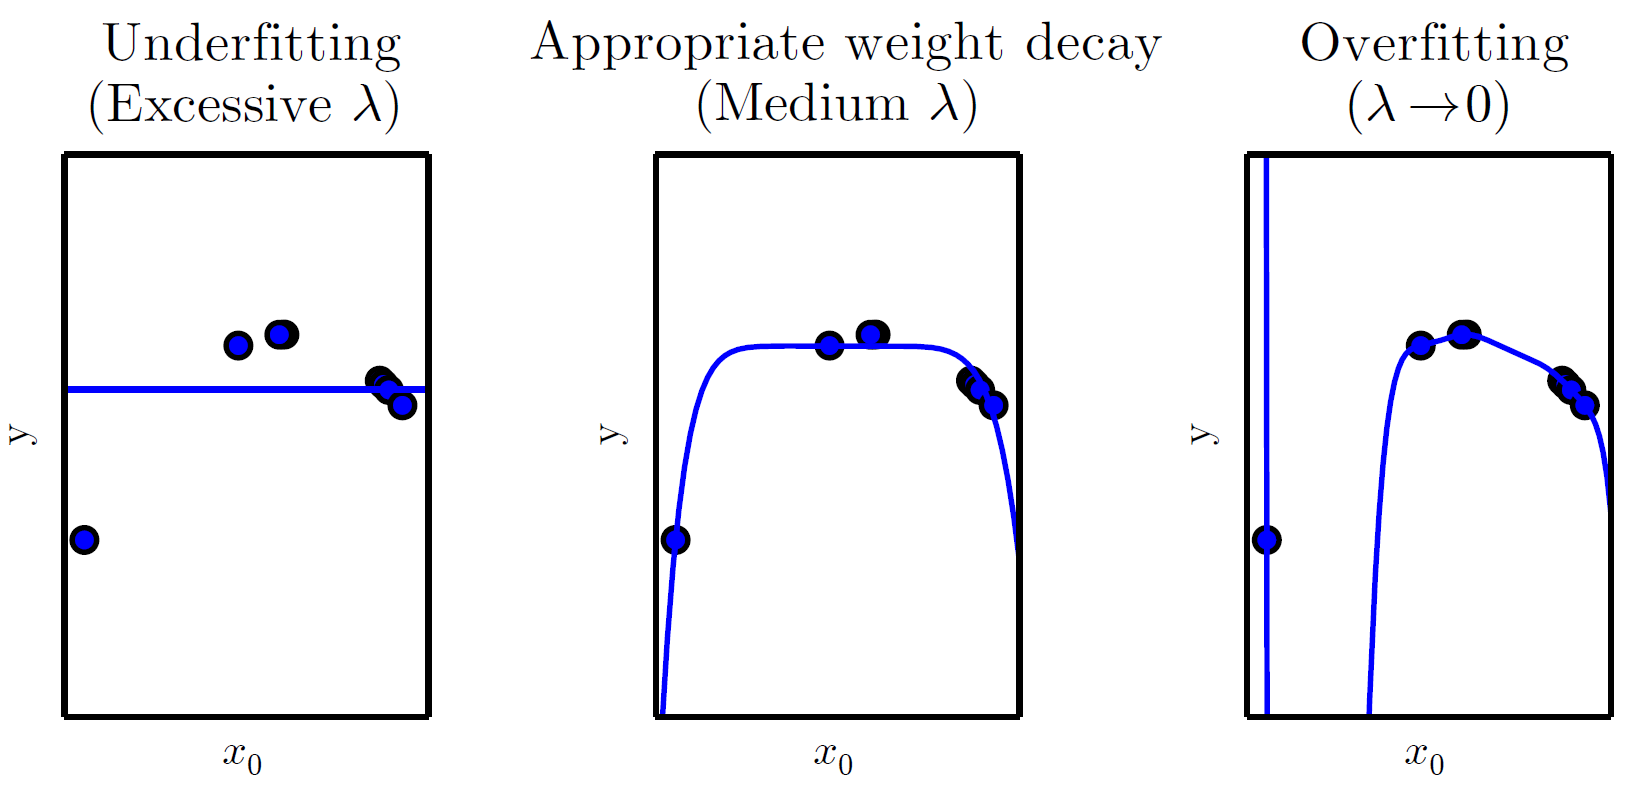 Underfitting
(Excessive λ)
Appropriate weight decay
(Medium λ)
Overfitting
(λ→0)
y
x₀
y
x₀
y
x₀